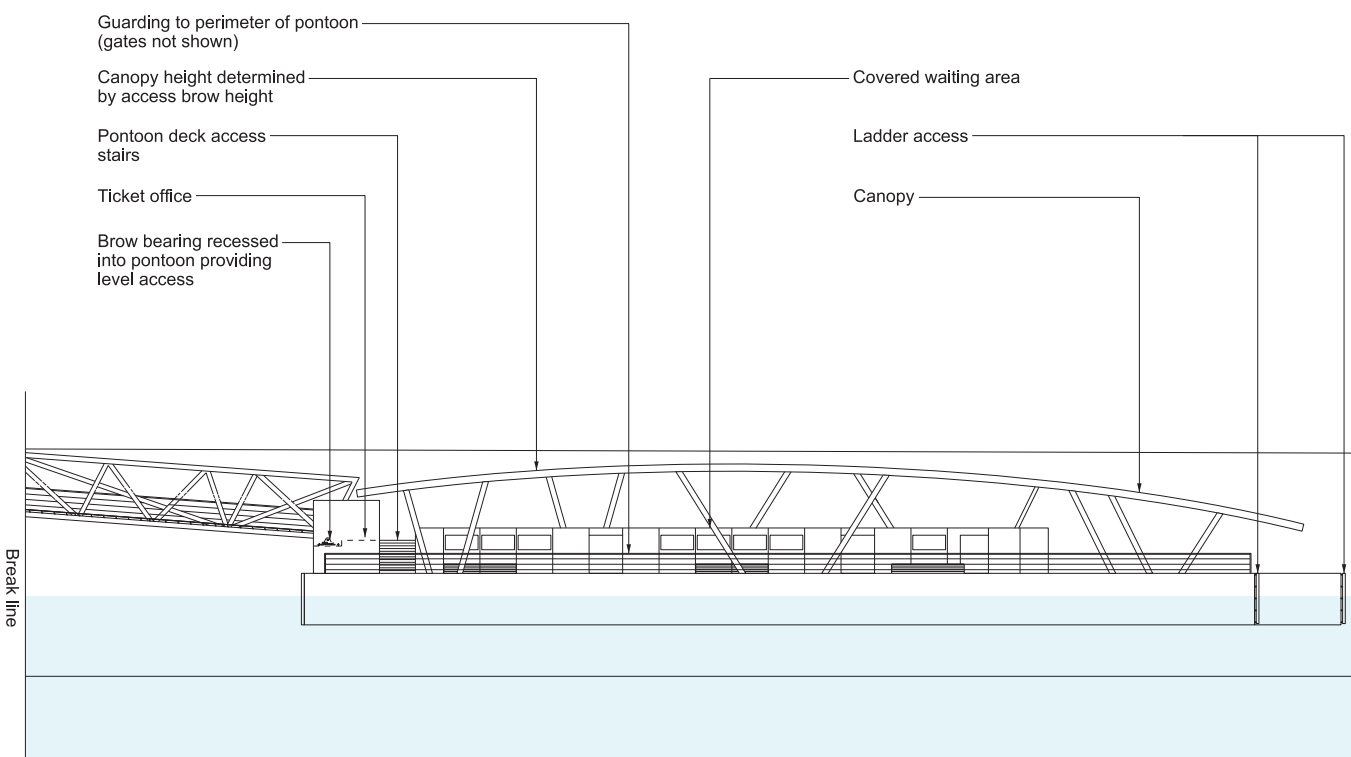 Guarding to perimeter of pontoon
(gates not shown)
Canopy height determined
by access brow height
Pontoon deck access
stairs
Ticket office
Brow bearing recessed
into pontoon providing
level access
Covered waiting area
Ladder access
Canopy
Break line